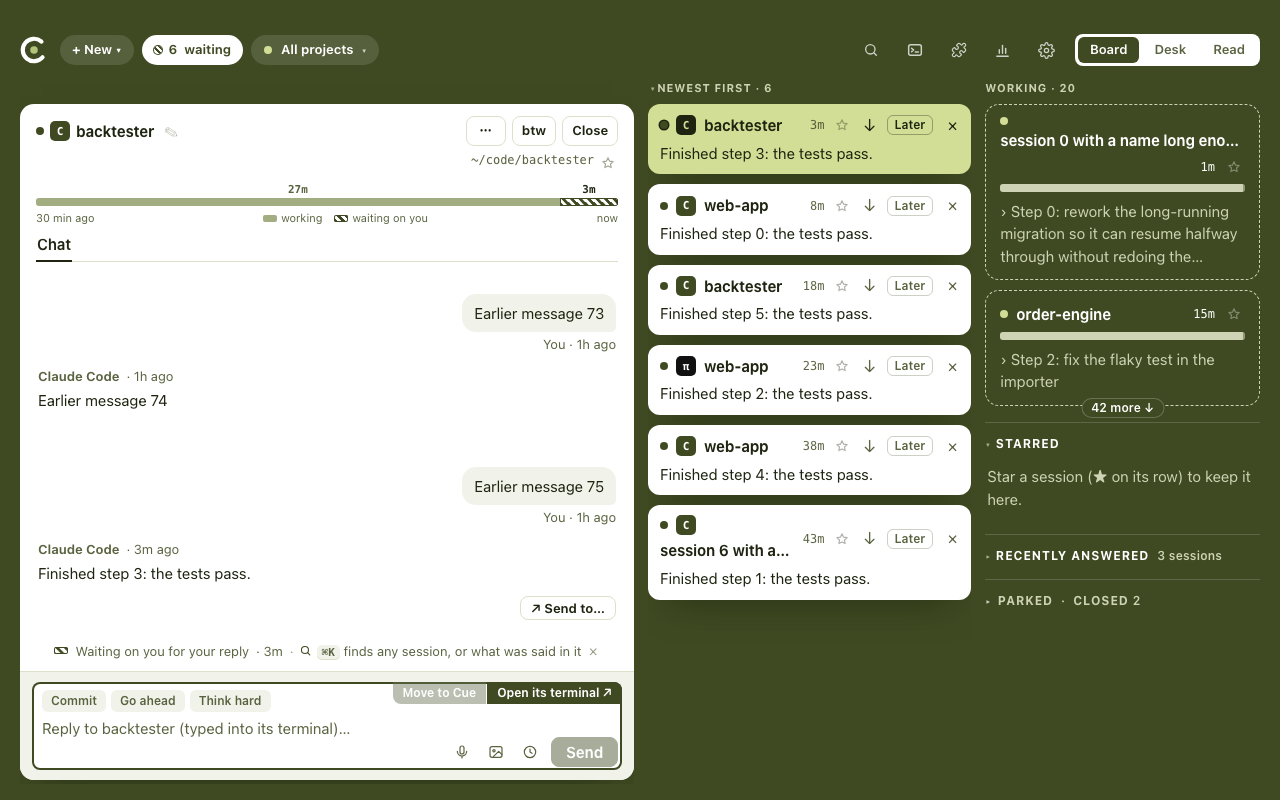 + New ▾
6 waiting
All projects ▾
Board
Desk
Read
C backtester
···
btw
Close
~/code/backtester
27m
3m
30 min ago
working
waiting on you
now
Chat
Earlier message 73
You · 1h ago
Claude Code · 1h ago
Earlier message 74
Earlier message 75
You · 1h ago
Claude Code · 3m ago
Finished step 3: the tests pass.
↗ Send to...
Waiting on you for your reply · 3m · ⌘K finds any session, or what was said in it ×
Commit
Go ahead
Think hard
Move to Cue
Open its terminal ↗
Reply to backtester (typed into its terminal)...
Send
▾ NEWEST FIRST · 6
C backtester 3m ☆ ↓ Later ×
Finished step 3: the tests pass.
C web-app 8m ☆ ↓ Later ×
Finished step 0: the tests pass.
C backtester 18m ☆ ↓ Later ×
Finished step 5: the tests pass.
π web-app 23m ☆ ↓ Later ×
Finished step 2: the tests pass.
C web-app 38m ☆ ↓ Later ×
Finished step 4: the tests pass.
C
session 6 with a... 43m ☆ ↓ Later ×
Finished step 1: the tests pass.
WORKING · 20
session 0 with a name long eno...
1m ☆
› Step 0: rework the long-running
migration so it can resume halfway
through without redoing the...
order-engine 15m ☆
› Step 2: fix the flaky test in the
importer
42 more ↓
▾ STARRED
Star a session (★ on its row) to keep it
here.
▸ RECENTLY ANSWERED 3 sessions
▸ PARKED · CLOSED 2